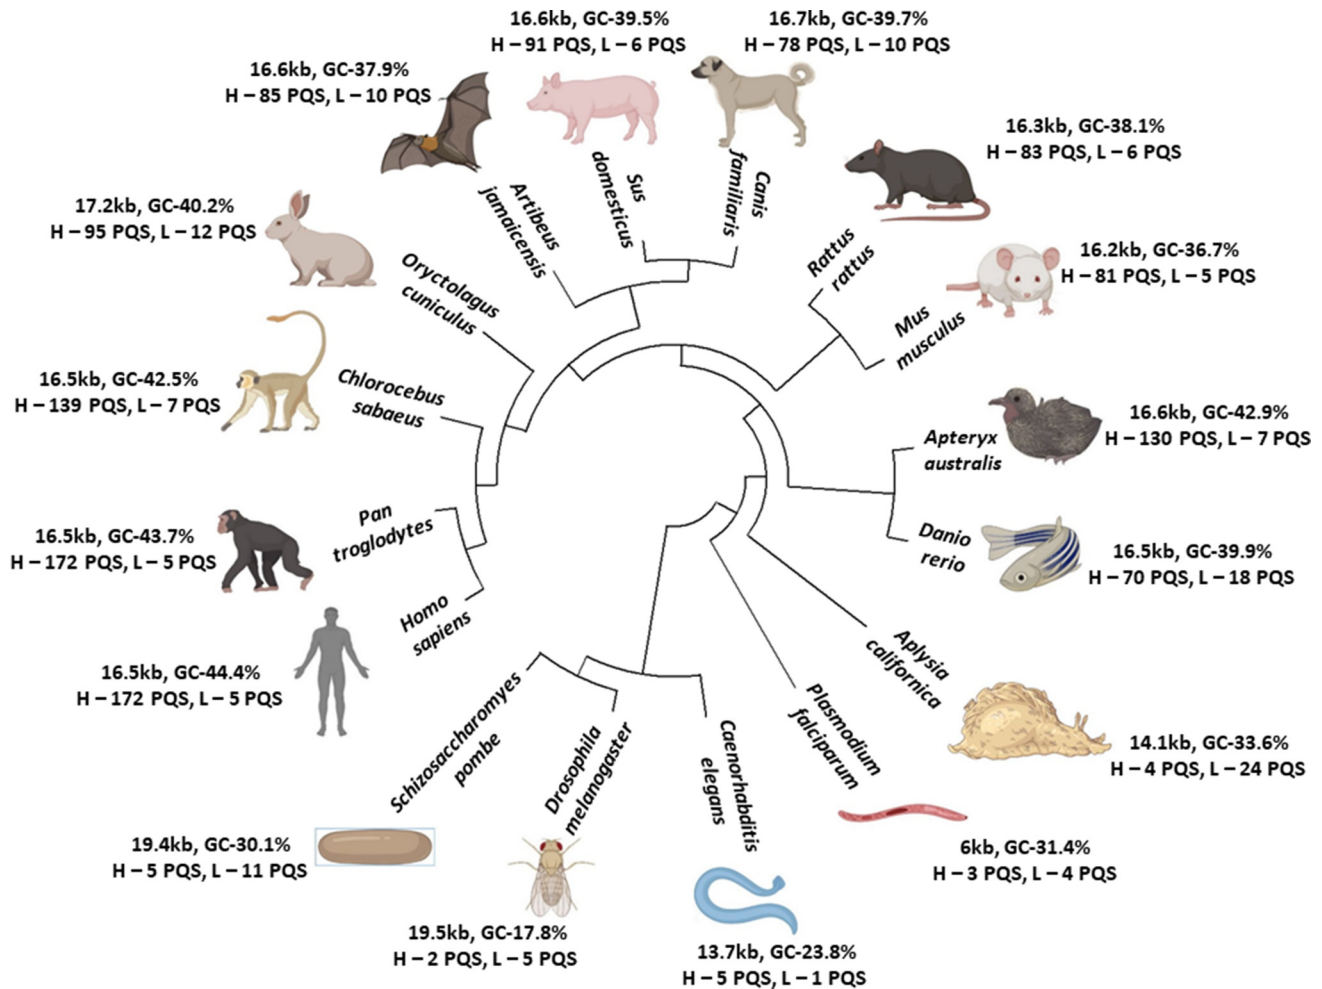 16.6kb, GC-39.5%
H – 91 PQS, L – 6 PQS
16.7kb, GC-39.7%
H – 78 PQS, L – 10 PQS
16.6kb, GC-37.9%
H – 85 PQS, L – 10 PQS
16.3kb, GC-38.1%
H – 83 PQS, L – 6 PQS
Sus
domesticus
Canis
familiaris
Artibeus
jamaicensis
17.2kb, GC-40.2%
H – 95 PQS, L – 12 PQS
Rattus
rattus
16.2kb, GC-36.7%
H – 81 PQS, L – 5 PQS
Oryctolagus
cuniculus
Mus
musculus
16.5kb, GC-42.5%
H – 139 PQS, L – 7 PQS
Chlorocebus
sabaeus
16.6kb, GC-42.9%
H – 130 PQS, L – 7 PQS
Apteryx
australis
16.5kb, GC-43.7%
H – 172 PQS, L – 5 PQS
Pan
troglodytes
Danio
rerio
16.5kb, GC-39.9%
H – 70 PQS, L – 18 PQS
Homo
sapiens
16.5kb, GC-44.4%
H – 172 PQS, L – 5 PQS
Aplysia
californica
14.1kb, GC-33.6%
H – 4 PQS, L – 24 PQS
Schizosaccharomyes
pombe
Drosophila
melanogaster
Caenorhabditis
elegans
Plasmodium
falciparum
19.4kb, GC-30.1%
H – 5 PQS, L – 11 PQS
6kb, GC-31.4%
H – 3 PQS, L – 4 PQS
19.5kb, GC-17.8%
H – 2 PQS, L – 5 PQS
13.7kb, GC-23.8%
H – 5 PQS, L – 1 PQS